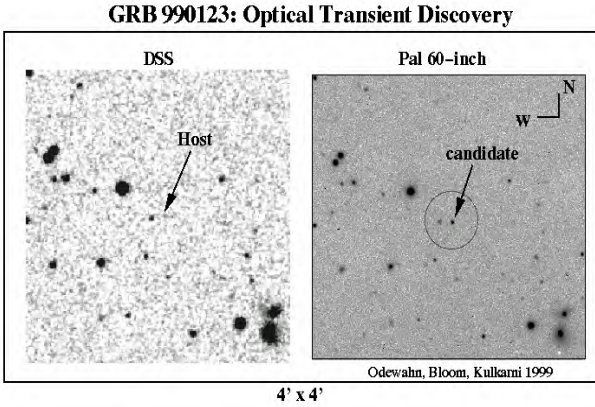 GRB 990123: Optical Transient Discovery
DSS
Pal 60-inch
Host
N
W
candidate
Odewahn, Bloom, Kulkarni 1999
4' x 4'